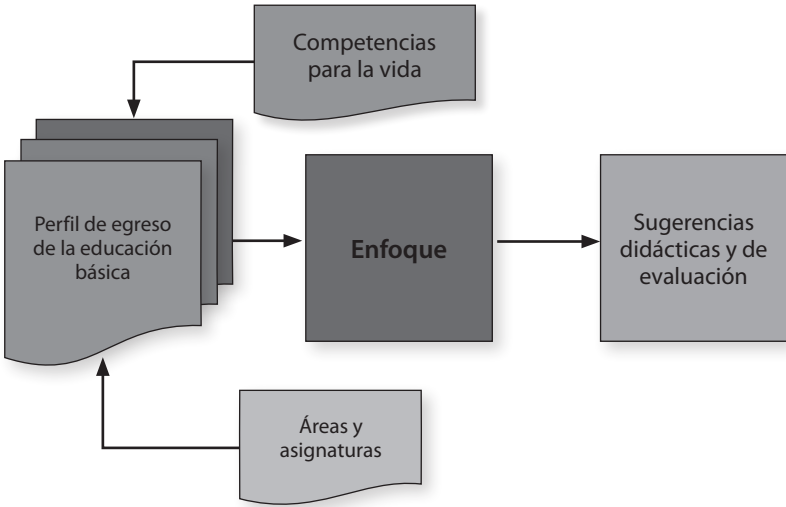 Competencias
para la vida
Perfil de egreso
de la educación
básica
Enfoque
Sugerencias
didácticas y de
evaluación
Áreas y
asignaturas